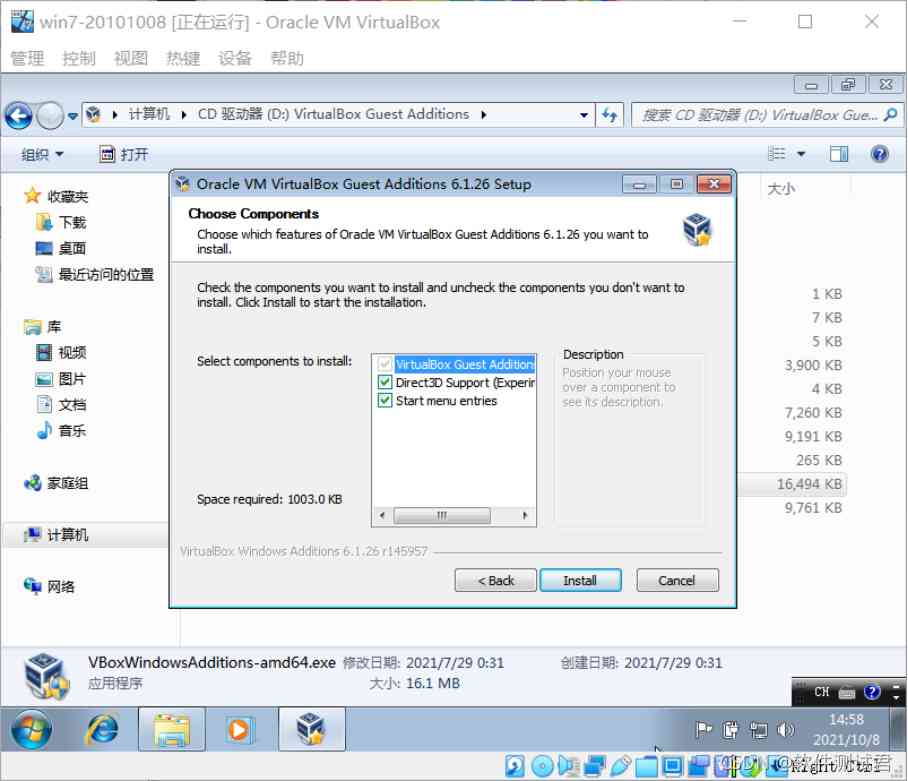 win7-20101008 [正在运行] - Oracle VM VirtualBox
管理 控制 视图 热键 设备 帮助
计算机 CD 驱动器 (D:) VirtualBox Guest Additions
搜索 CD 驱动器 (D:) VirtualBox Gue...
组织 打开
收藏夹
下载
桌面
最近访问的位置
库
视频
图片
文档
音乐
家庭组
计算机
网络
大小
1 KB
7 KB
5 KB
3,900 KB
4 KB
7,260 KB
9,191 KB
265 KB
16,494 KB
9,761 KB
Oracle VM VirtualBox Guest Additions 6.1.26 Setup
Choose Components
Choose which features of Oracle VM VirtualBox Guest Additions 6.1.26 you want to
install.
Check the components you want to install and uncheck the components you don't want to
install. Click Install to start the installation.
Select components to install:
VirtualBox Guest Addition
Direct3D Support (Experi
Start menu entries
Description
Position your mouse
over a component to
see its description.
Space required: 1003.0 KB
VirtualBox Windows Additions 6.1.26 r145957
< Back Install Cancel
VBoxWindowsAdditions-amd64.exe 修改日期: 2021/7/29 0:31 创建日期: 2021/7/29 0:31
应用程序 大小: 16.1 MB
CH
14:58
2021/10/8
CSDN @软件测试君
Right Ctrl